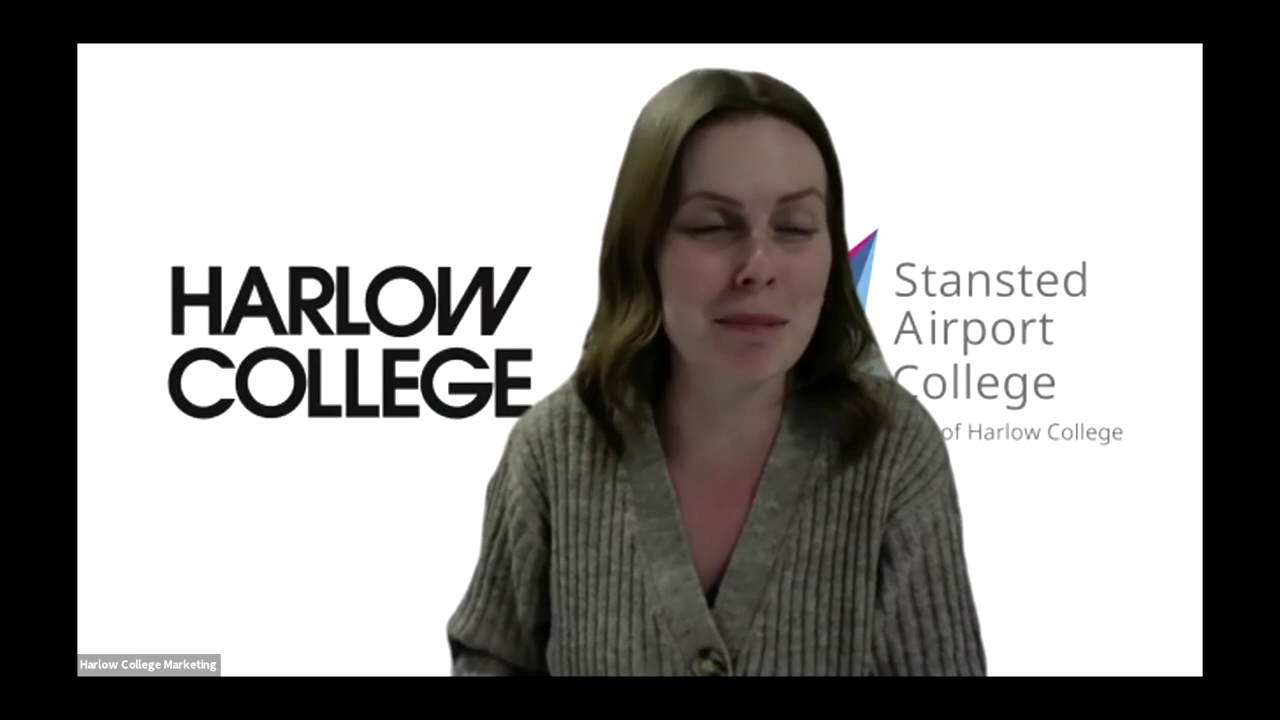 HARLOW
COLLEGE
Stansted
Airport
College
of Harlow College
Harlow College Marketing